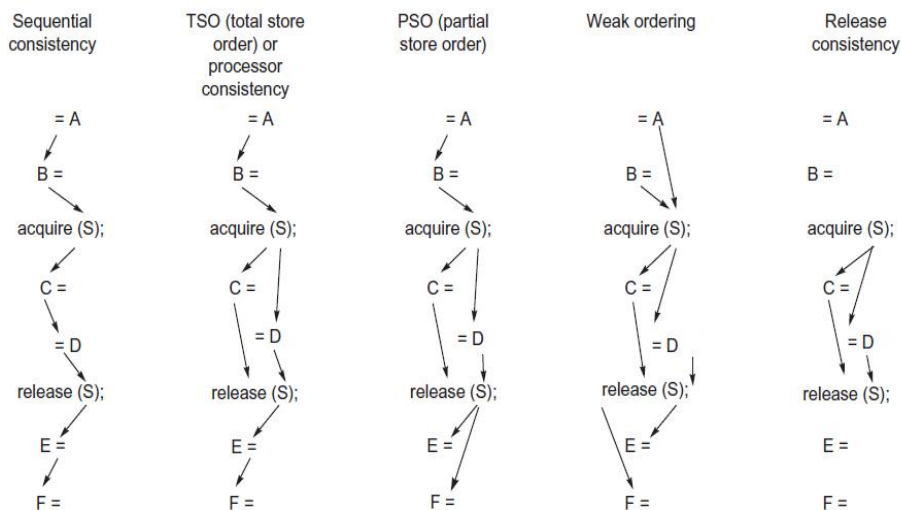 Sequential
consistency
= A
B =
acquire (S);
C =
= D
release (S);
E =
F =
TSO (total store
order) or
processor
consistency
= A
B =
acquire (S);
C =
= D
release (S);
E =
F =
PSO (partial
store order)
= A
B =
acquire (S);
C =
= D
release (S);
E =
F =
Weak ordering
= A
B =
acquire (S);
C =
= D
release (S);
E =
F =
Release
consistency
= A
B =
acquire (S);
C =
= D
release (S);
E =
F =